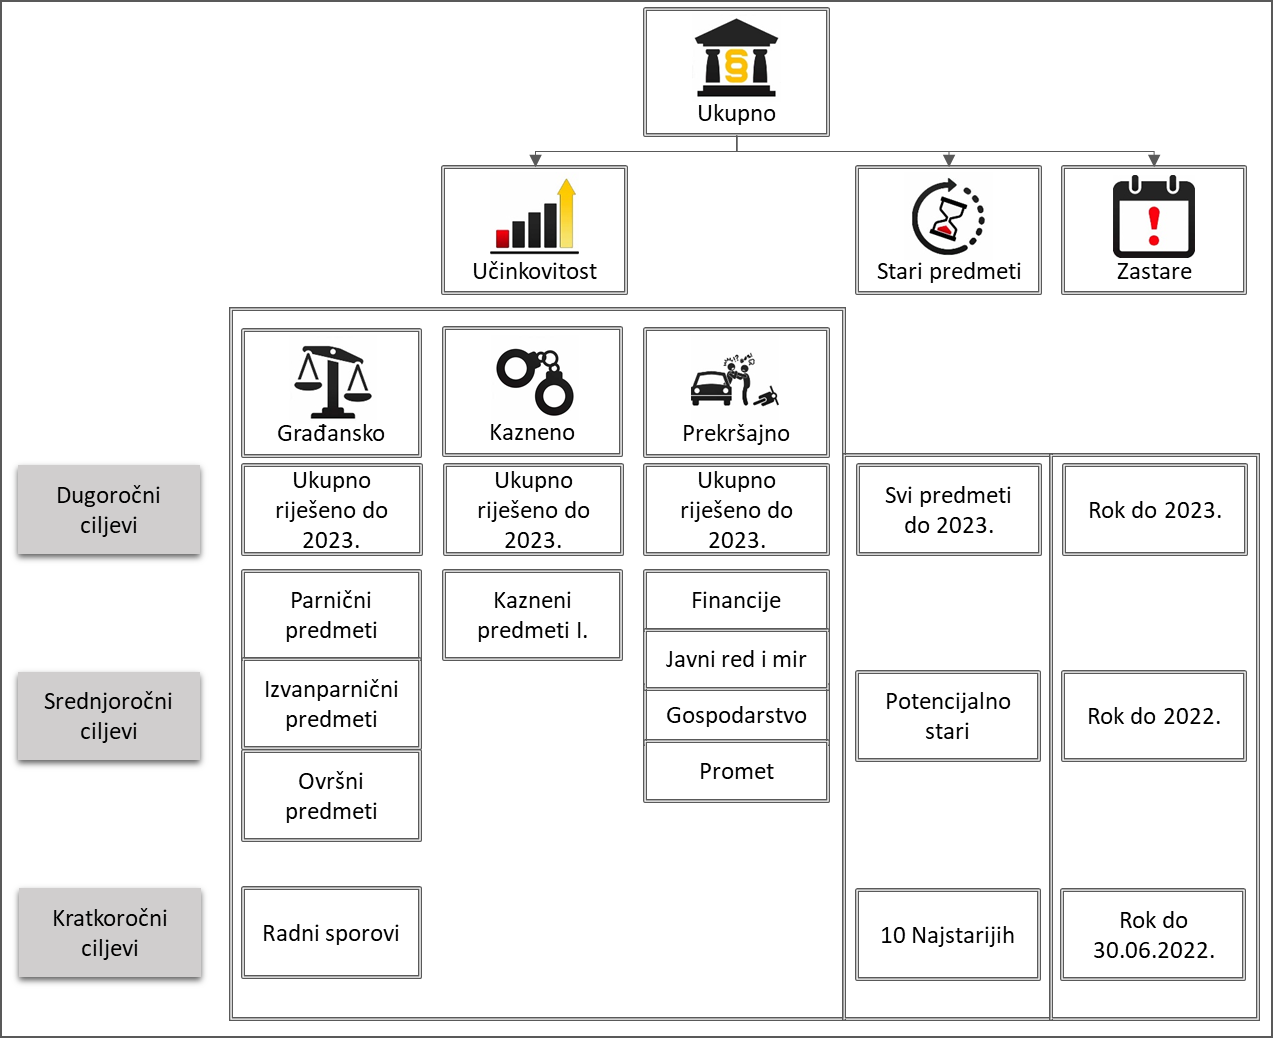 §
Ukupno
Učinkovitost
Stari predmeti
Zastare
Građansko
Kazneno
Prekršajno
Dugoročni
ciljevi
Ukupno
riješeno do
2023.
Ukupno
riješeno do
2023.
Ukupno
riješeno do
2023.
Svi predmeti
do 2023.
Rok do 2023.
Srednjoročni
ciljevi
Parnični
predmeti
Izvanparnični
predmeti
Ovršni
predmeti
Kazneni
predmeti I.
Financije
Javni red i mir
Gospodarstvo
Promet
Potencijalno
stari
Rok do 2022.
Kratkoročni
ciljevi
Radni sporovi
10 Najstarijih
Rok do
30.06.2022.